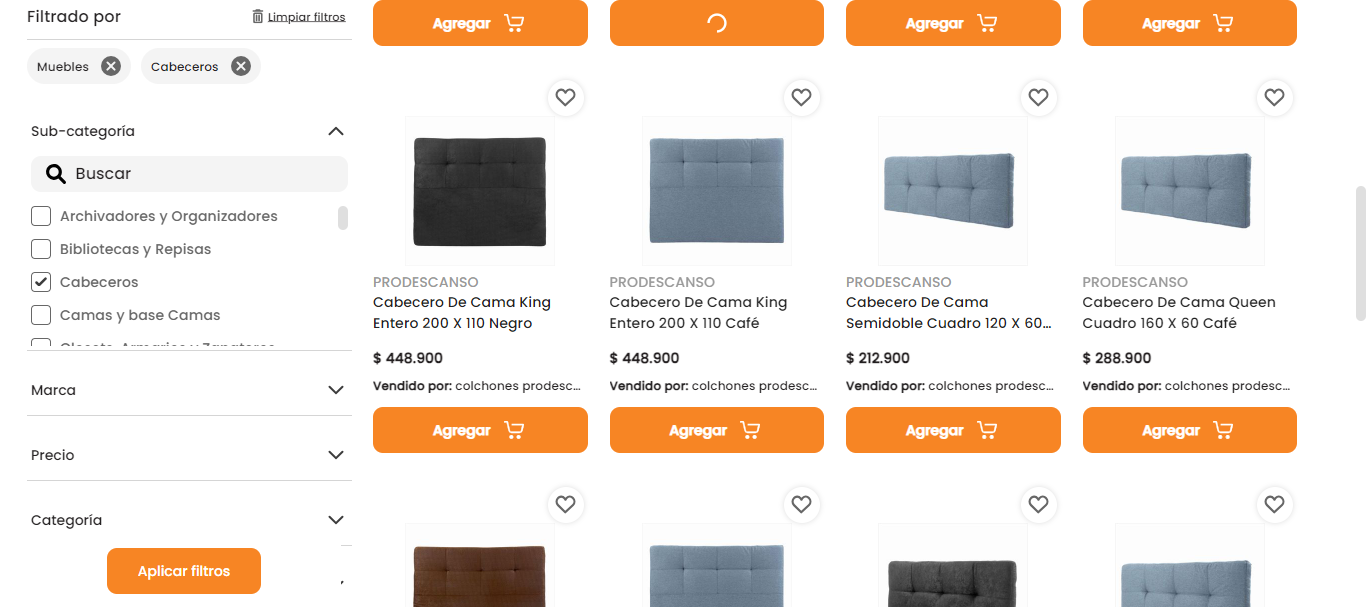 Filtrado por
Limpiar filtros
Muebles
Cabeceros
Sub-categoría
Buscar
Archivadores y Organizadores
Bibliotecas y Repisas
Cabeceros
Camas y base Camas
Closets, Armarios y Zapateros
Marca
Precio
Categoría
Aplicar filtros
Agregar
Agregar
Agregar
PRODESCANSO
Cabecero De Cama King
Entero 200 X 110 Negro
$ 448.900
Vendido por: colchones prodesc...
Agregar
PRODESCANSO
Cabecero De Cama King
Entero 200 X 110 Café
$ 448.900
Vendido por: colchones prodesc...
Agregar
PRODESCANSO
Cabecero De Cama
Semidoble Cuadro 120 X 60...
$ 212.900
Vendido por: colchones prodesc...
Agregar
PRODESCANSO
Cabecero De Cama Queen
Cuadro 160 X 60 Café
$ 288.900
Vendido por: colchones prodesc...
Agregar